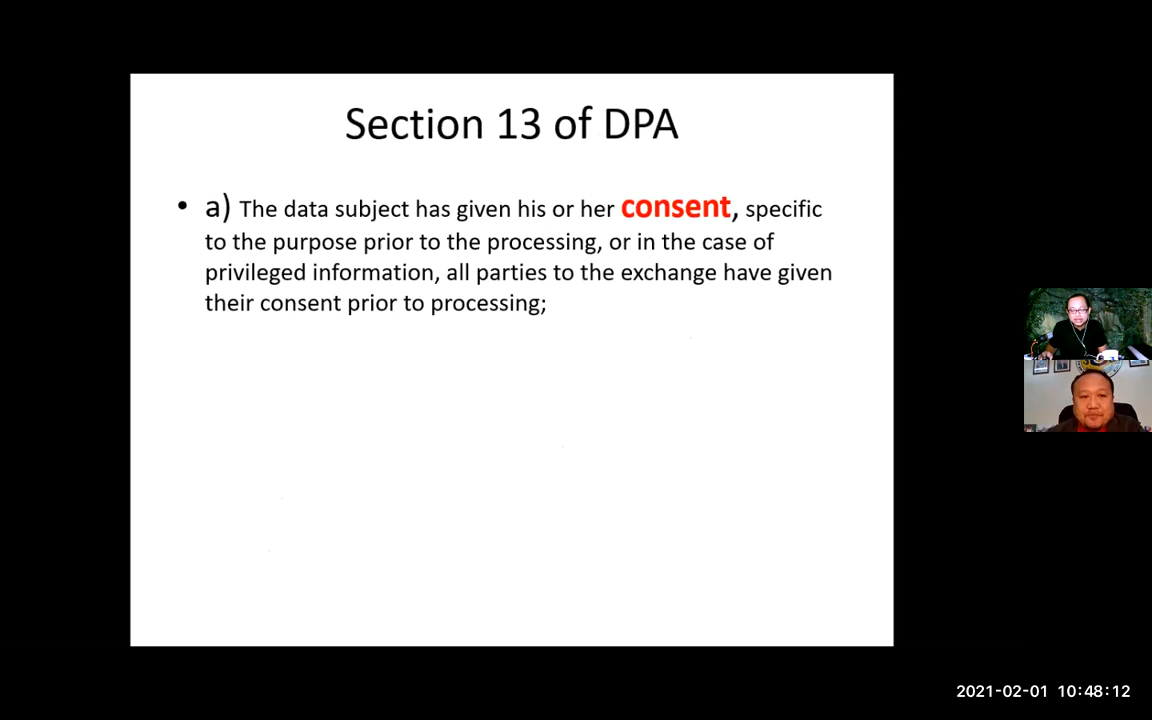 Section 13 of DPA
• a) The data subject has given his or her consent, specific
to the purpose prior to the processing, or in the case of
privileged information, all parties to the exchange have given
their consent prior to processing;
2021-02-01 10:48:12